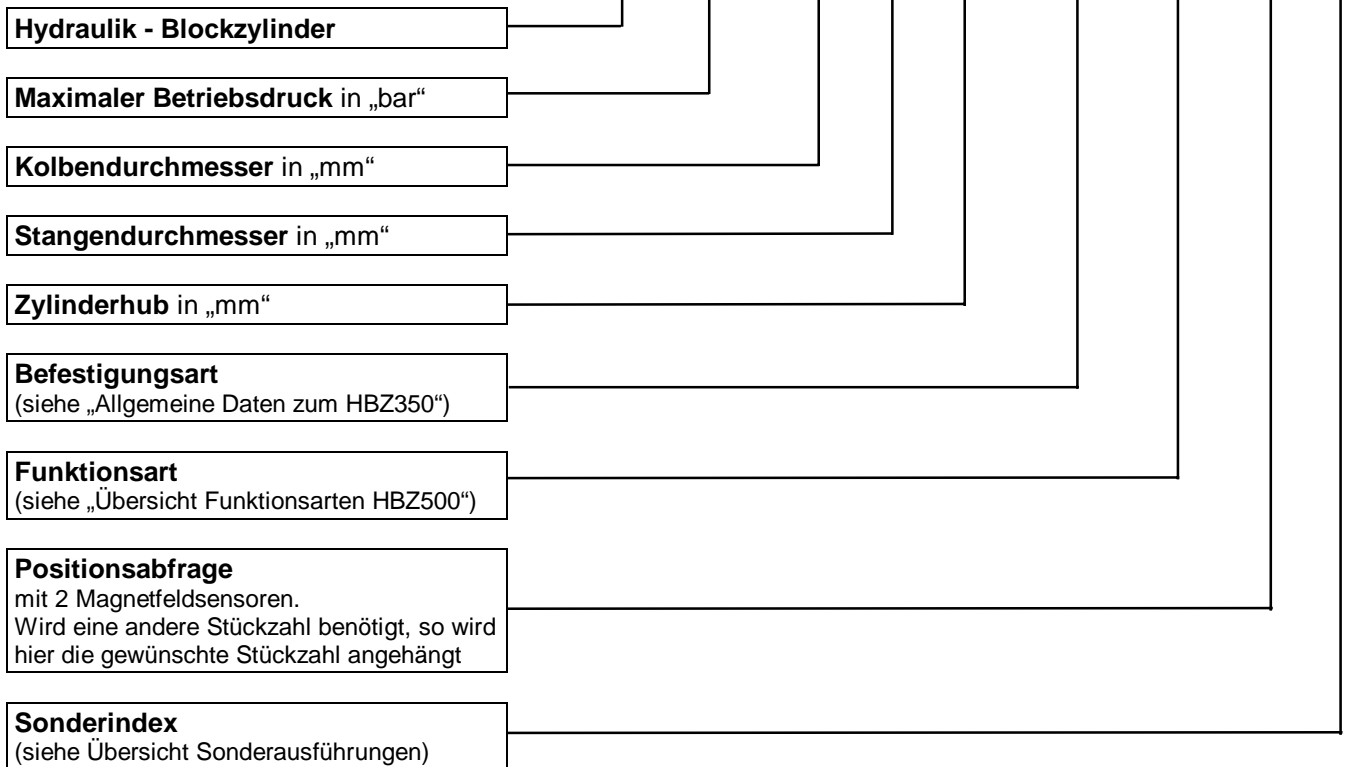 Hydraulik - Blockzylinder
Maximaler Betriebsdruck in „bar“
Kolbendurchmesser in „mm“
Stangendurchmesser in „mm“
Zylinderhub in „mm“
Befestigungsart
(siehe „Allgemeine Daten zum HBZ350“)
Funktionsart
(siehe „Übersicht Funktionsarten HBZ500“)
Positionsabfrage
mit 2 Magnetfeldsensoren.
Wird eine andere Stückzahl benötigt, so wird
hier die gewünschte Stückzahl angehängt
Sonderindex
(siehe Übersicht Sonderausführungen)